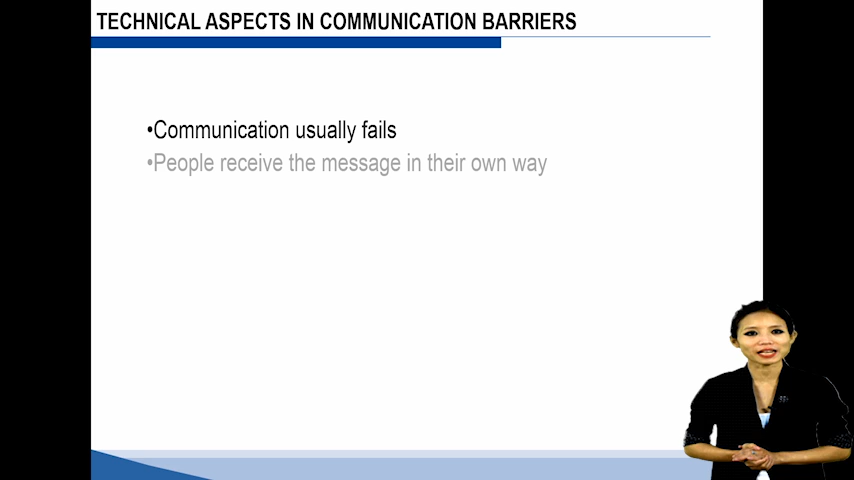 TECHNICAL ASPECTS IN COMMUNICATION BARRIERS
•Communication usually fails
•People receive the message in their own way